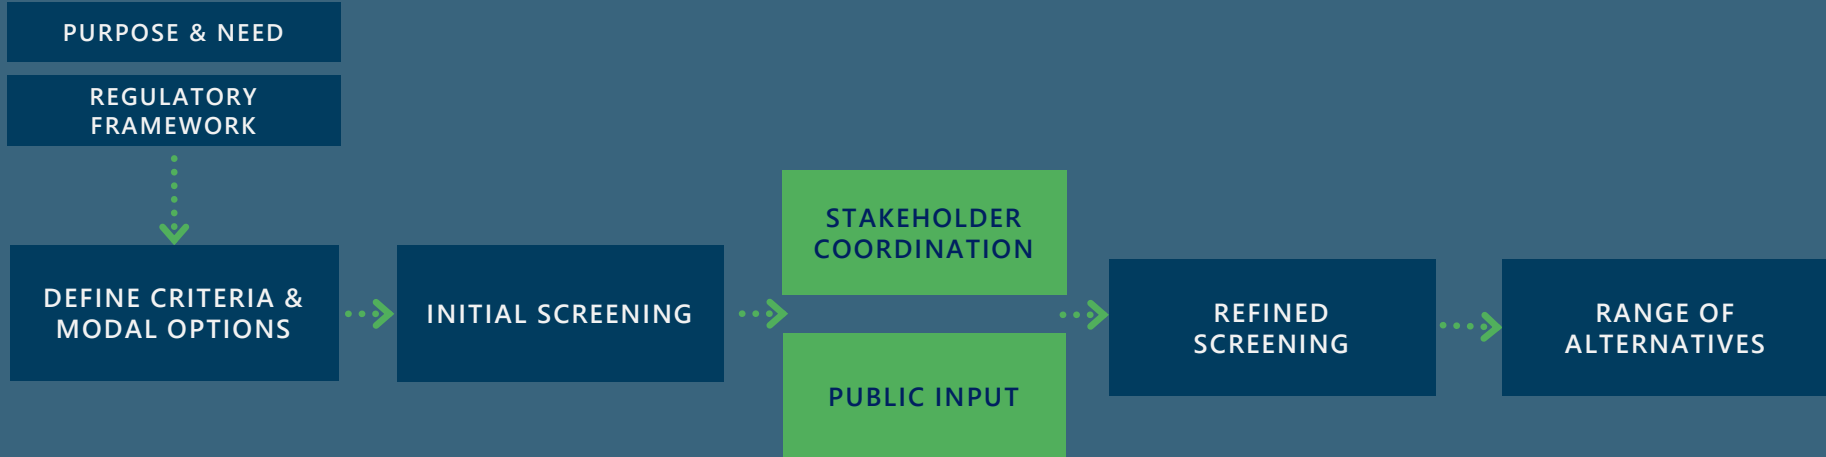 PURPOSE & NEED
REGULATORY
FRAMEWORK
DEFINE CRITERIA &
MODAL OPTIONS
INITIAL SCREENING
STAKEHOLDER
COORDINATION
PUBLIC INPUT
REFINED
SCREENING
RANGE OF
ALTERNATIVES